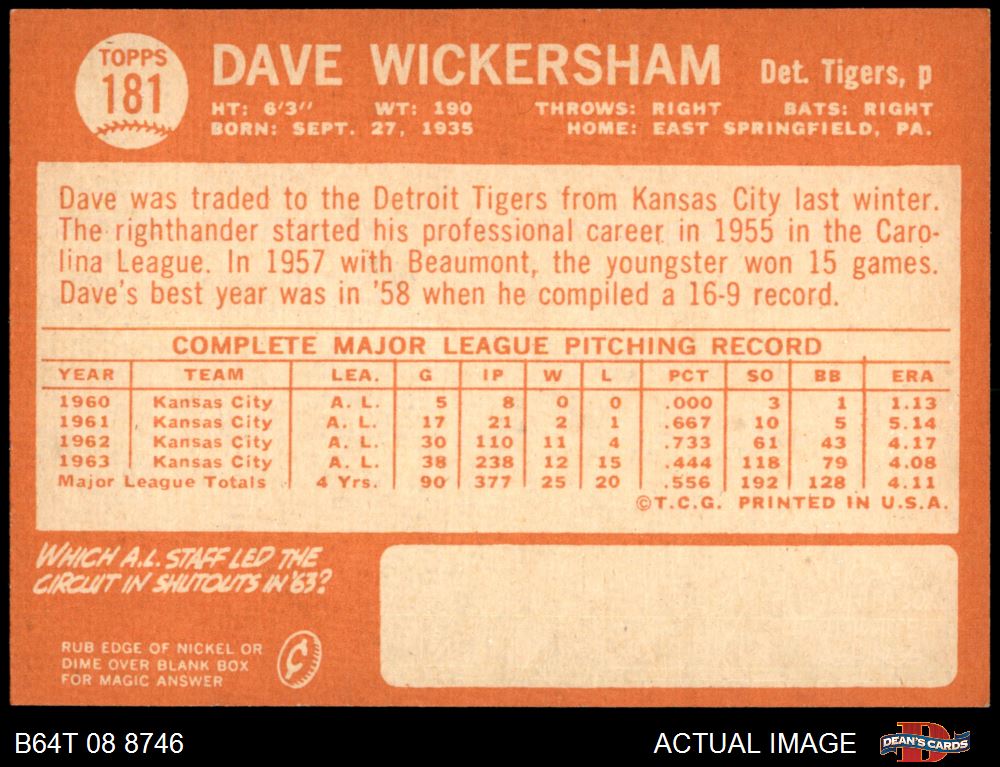 TOPPS
181
DAVE WICKERSHAM Det. Tigers, p
HT: 6'3" WT: 190 THROWS: RIGHT BATS: RIGHT
BORN: SEPT. 27, 1935 HOME: EAST SPRINGFIELD, PA.
Dave was traded to the Detroit Tigers from Kansas City last winter.
The righthander started his professional career in 1955 in the Caro-
lina League. In 1957 with Beaumont, the youngster won 15 games.
Dave's best year was in '58 when he compiled a 16-9 record.
COMPLETE MAJOR LEAGUE PITCHING RECORD
YEAR TEAM LEA. G IP W L PCT SO BB ERA
1960 Kansas City A. L. 5 8 0 0 .000 3 1 1.13
1961 Kansas City A. L. 17 21 2 1 .667 10 5 5.14
1962 Kansas City A. L. 30 110 11 4 .733 61 43 4.17
1963 Kansas City A. L. 38 238 12 15 .444 118 79 4.08
Major League Totals 4 Yrs. 90 377 25 20 .556 192 128 4.11
©T.C.G. PRINTED IN U.S.A.
WHICH A.L. STAFF LED THE
CIRCUIT IN SHUTOUTS IN '63?
RUB EDGE OF NICKEL OR
DIME OVER BLANK BOX
FOR MAGIC ANSWER
¢
B64T 08 8746 ACTUAL IMAGE D DEAN'S CARDS